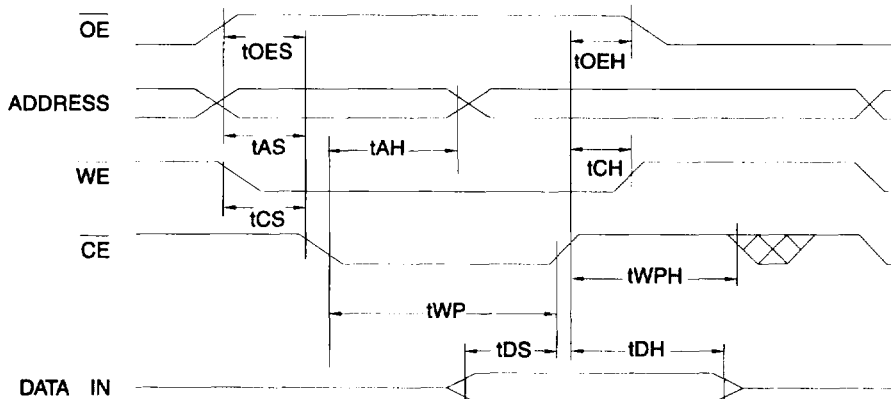 OE
tOES
tOEH
ADDRESS
tAS
tAH
tCH
WE
tCS
CE
tWPH
tWP
tDS
tDH
DATA IN